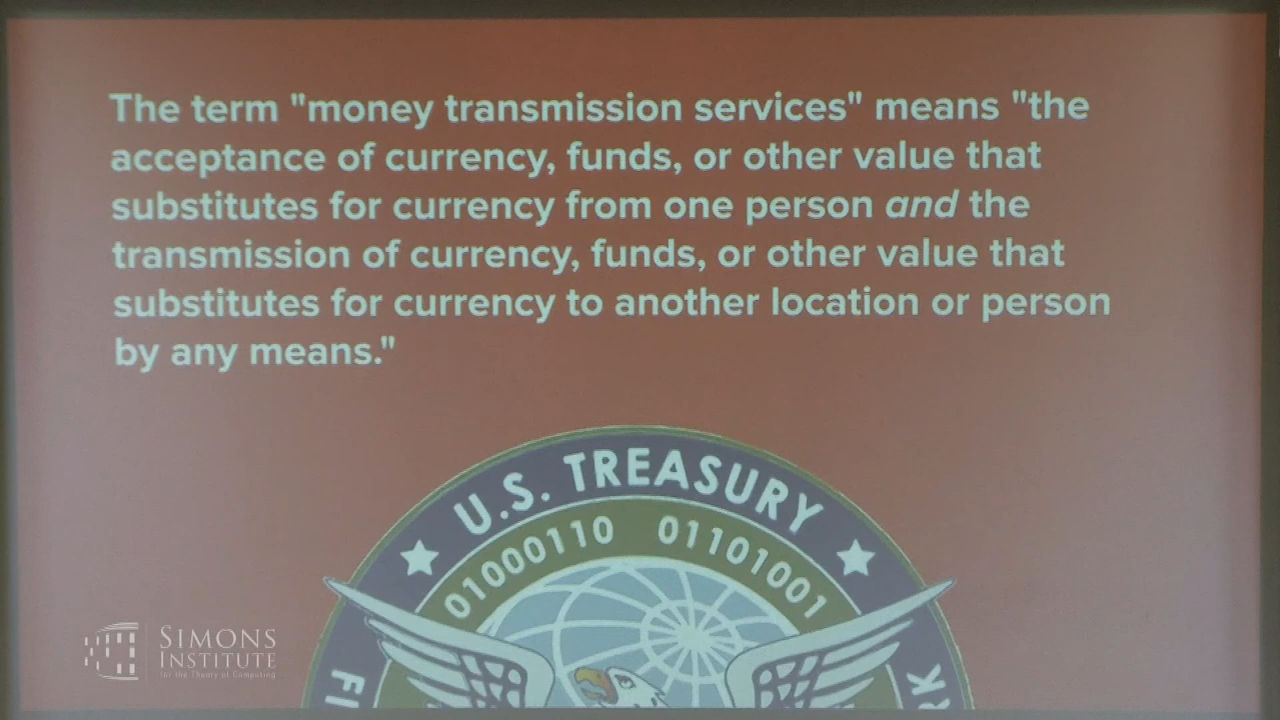 The term "money transmission services" means "the
acceptance of currency, funds, or other value that
substitutes for currency from one person and the
transmission of currency, funds, or other value that
substitutes for currency to another location or person
by any means."
U.S. TREASURY
01000110 01101001
FI
RK
SIMONS
INSTITUTE
for the Theory of Computing